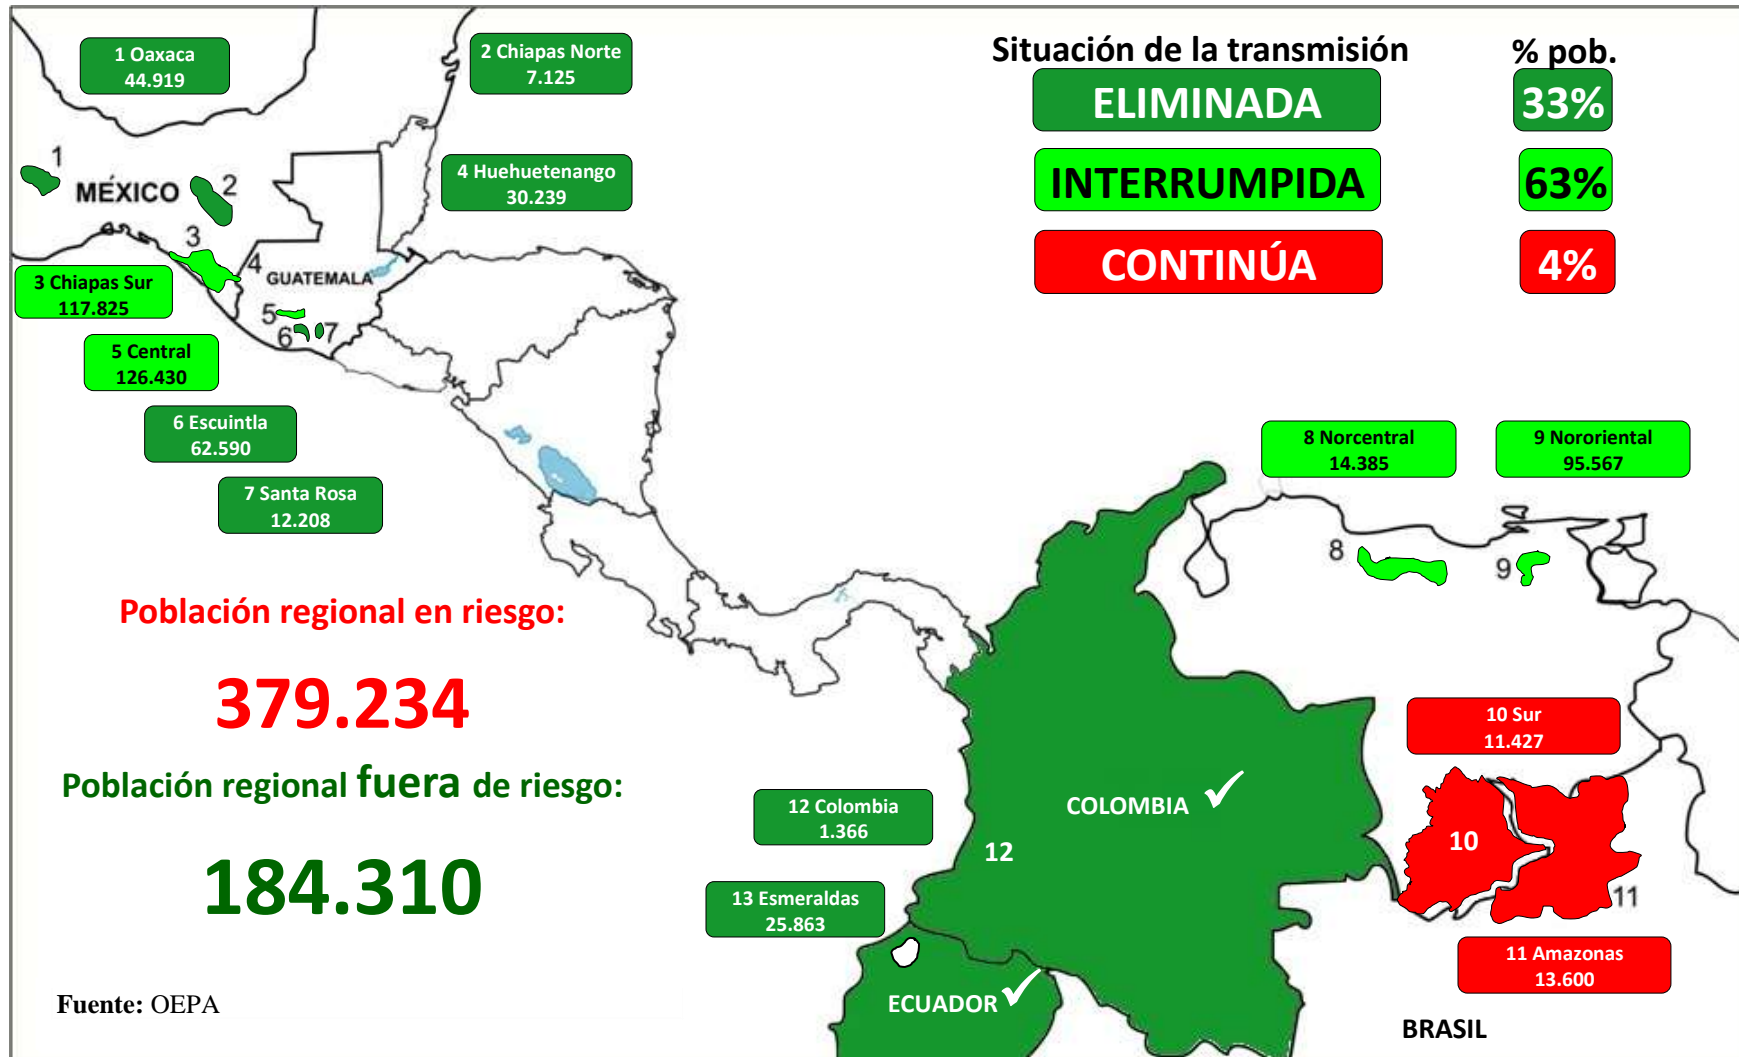 1 Oaxaca
44.919
2 Chiapas Norte
7.125
Situación de la transmisión
% pob.
ELIMINADA
33%
INTERRUMPIDA
63%
CONTINÚA
4%
4 Huehuetenango
30.239
1
MÉXICO
2
3
4
GUATEMALA
3 Chiapas Sur
117.825
5
6
7
5 Central
126.430
6 Escuintla
62.590
7 Santa Rosa
12.208
8 Norcentral
14.385
9 Nororiental
95.567
8
9
Población regional en riesgo:
379.234
Población regional fuera de riesgo:
184.310
10 Sur
11.427
12 Colombia
1.366
COLOMBIA
12
10
11
13 Esmeraldas
25.863
11 Amazonas
13.600
ECUADOR
BRASIL
Fuente: OEPA